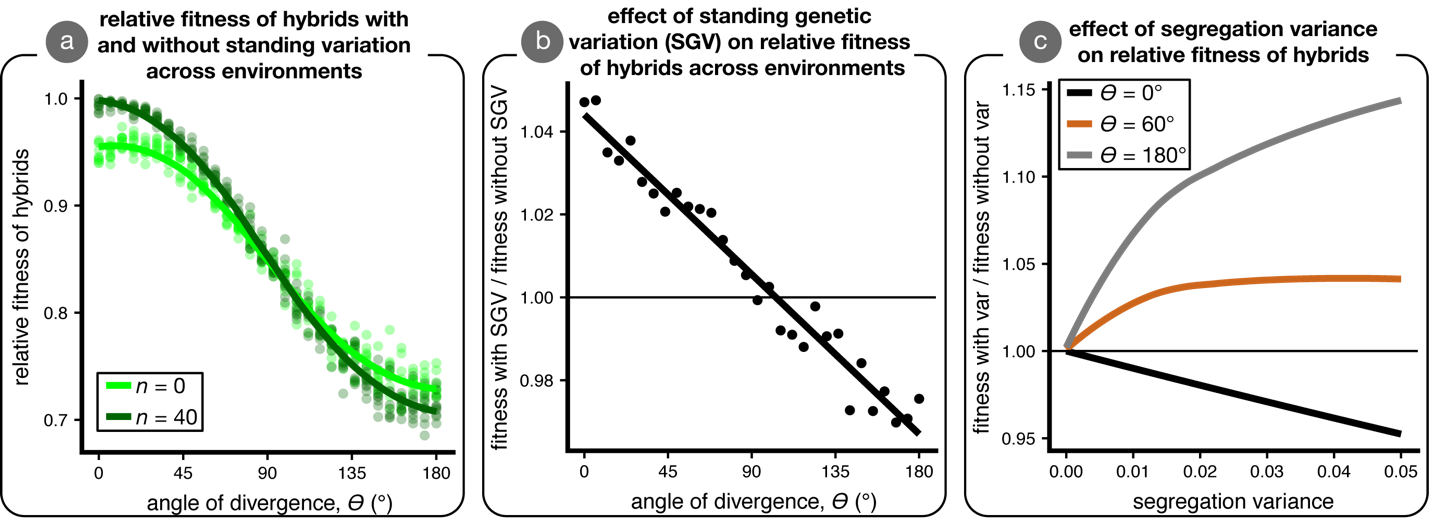 a
relative fitness of hybrids with
and without standing variation
across environments
relative fitness of hybrids
1.0
0.9
0.8
0.7
n = 0
n = 40
0
45
90
135
180
angle of divergence, Θ (°)
b
effect of standing genetic
variation (SGV) on relative fitness
of hybrids across environments
fitness with SGV / fitness without SGV
1.04
1.02
1.00
0.98
0
45
90
135
180
angle of divergence, Θ (°)
c
effect of segregation variance
on relative fitness of hybrids
fitness with var / fitness without var
1.15
1.10
1.05
1.00
0.95
Θ = 0°
Θ = 60°
Θ = 180°
0.00
0.01
0.02
0.03
0.04
0.05
segregation variance